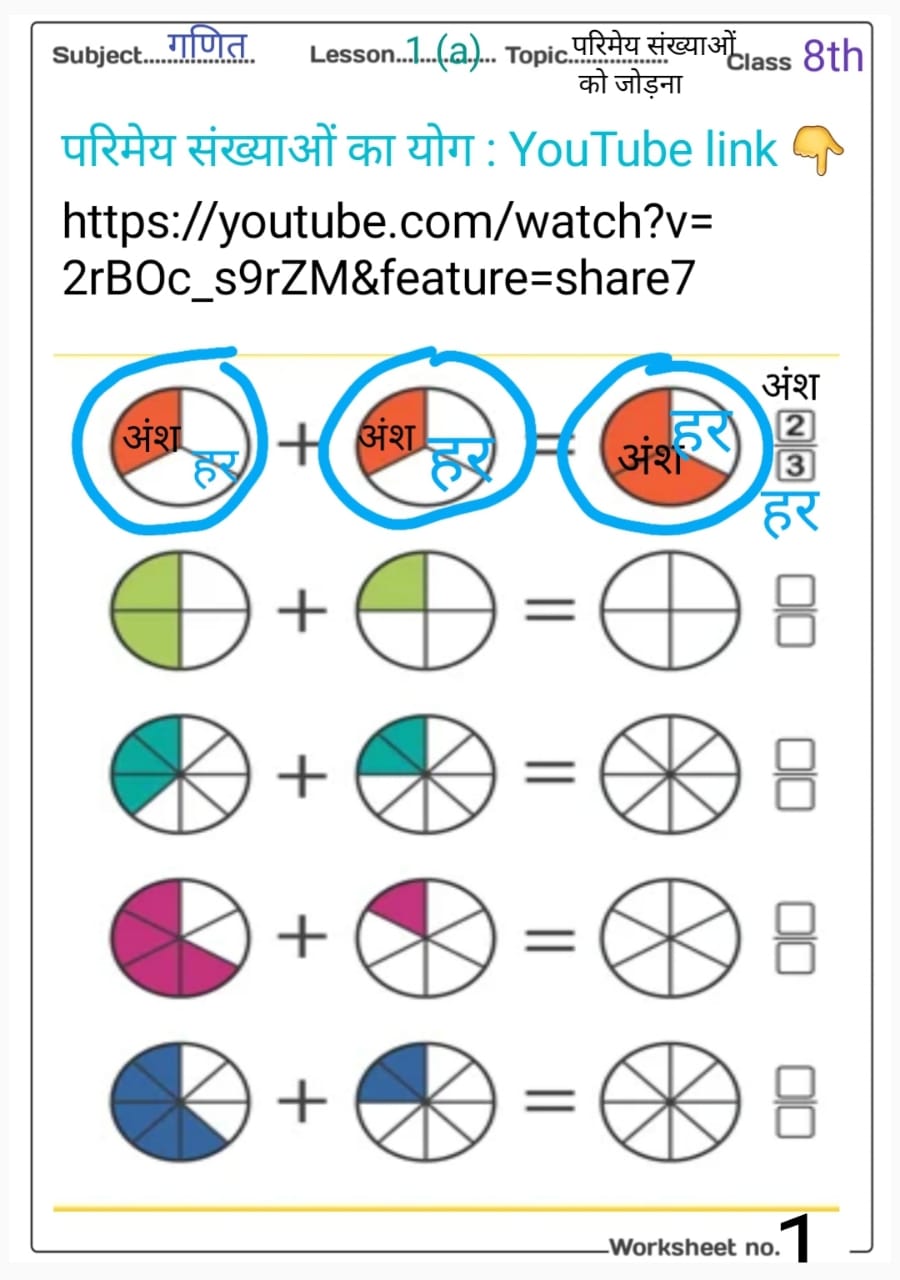 Subject....गणित.... Lesson...1.(a)... Topic...परिमेय संख्याओं Class 8th
को जोड़ना
परिमेय संख्याओं का योग : YouTube link 👇
https://youtube.com/watch?v=
2rBOc_s9rZM&feature=share7
अंश हर + अंश हर = अंश हर अंश
2
3
हर
+ =
+ =
+ =
+ =
Worksheet no. 1